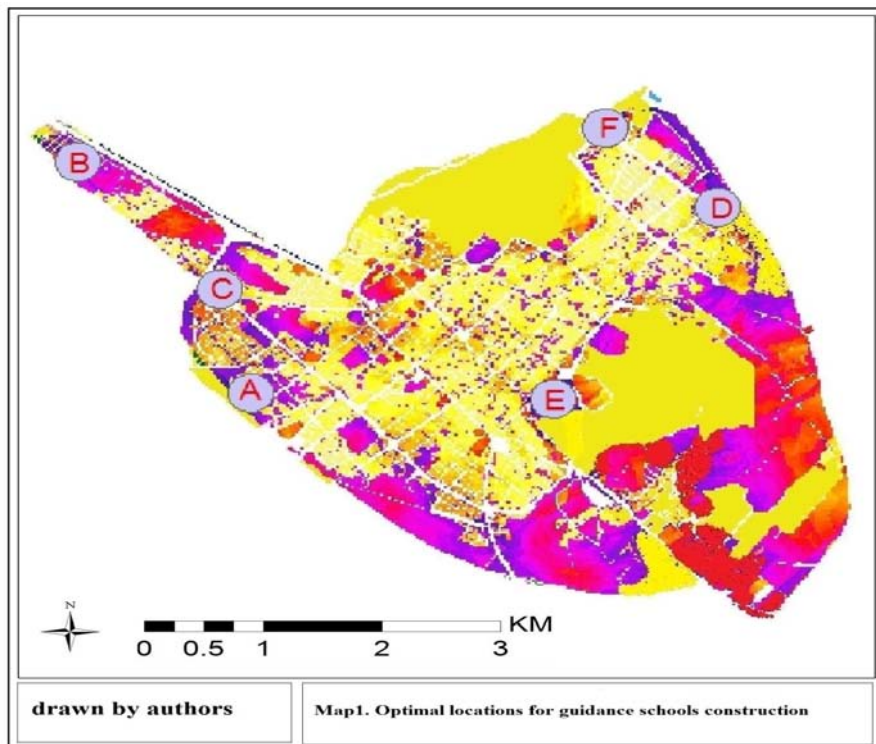 F
B
D
C
A
E
N
KM
0 0.5 1 2 3
drawn by authors
Map1. Optimal locations for guidance schools construction